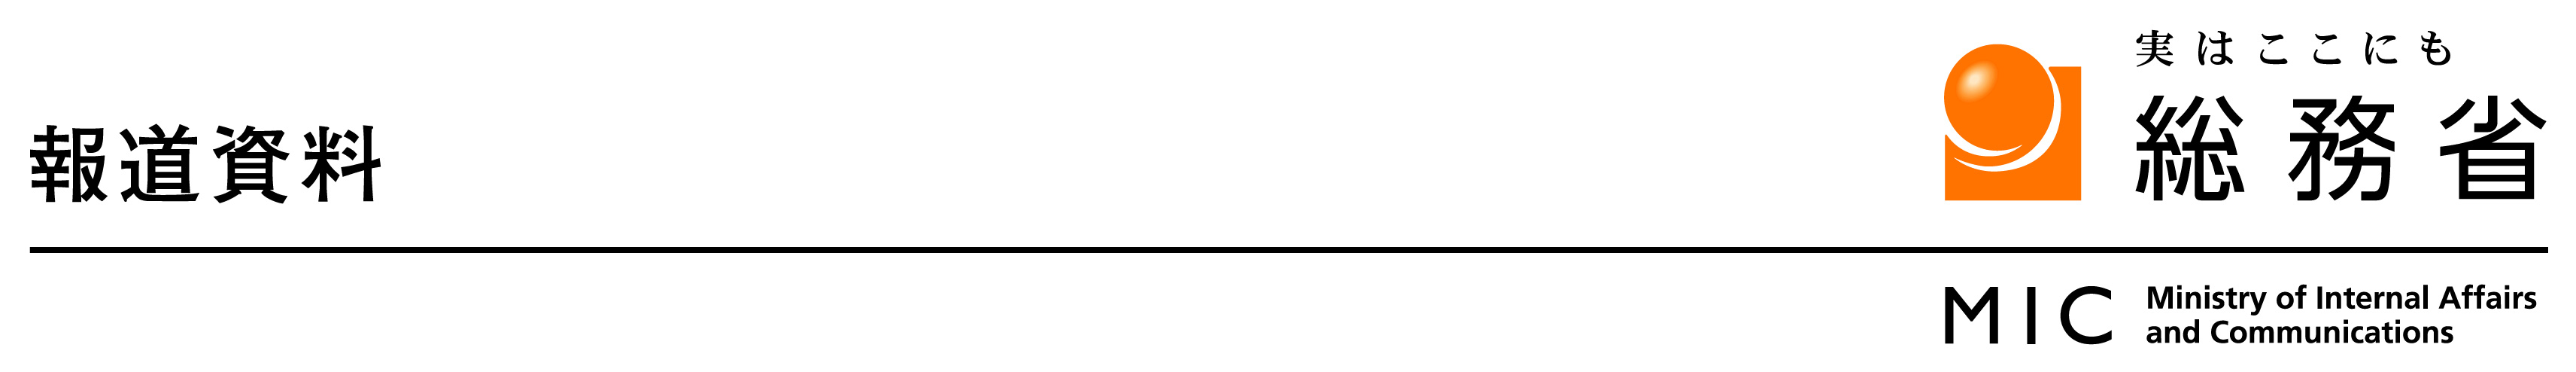 実はここにも
報道資料
総務省
MIC
Ministry of Internal Affairs
and Communications